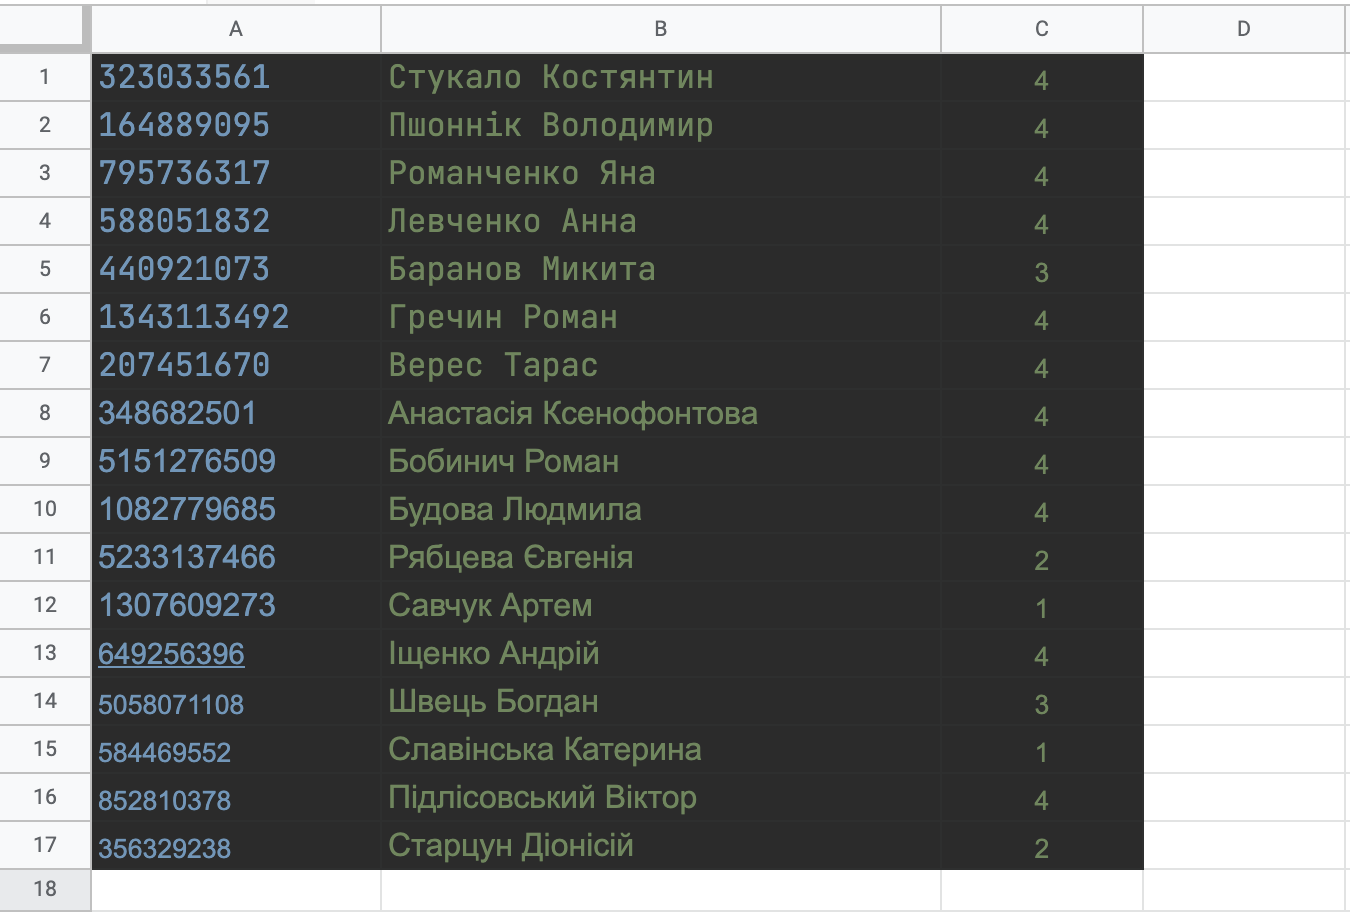 A B C D
1 323033561 Стукало Костянтин 4
2 164889095 Пшоннік Володимир 4
3 795736317 Романченко Яна 4
4 588051832 Левченко Анна 4
5 440921073 Баранов Микита 3
6 1343113492 Гречин Роман 4
7 207451670 Верес Тарас 4
8 348682501 Анастасія Ксенофонтова 4
9 5151276509 Бобинич Роман 4
10 1082779685 Будова Людмила 4
11 5233137466 Рябцева Євгенія 2
12 1307609273 Савчук Артем 1
13 649256396 Іщенко Андрій 4
14 5058071108 Швець Богдан 3
15 584469552 Славінська Катерина 1
16 852810378 Підлісовський Віктор 4
17 356329238 Старцун Діонісій 2
18